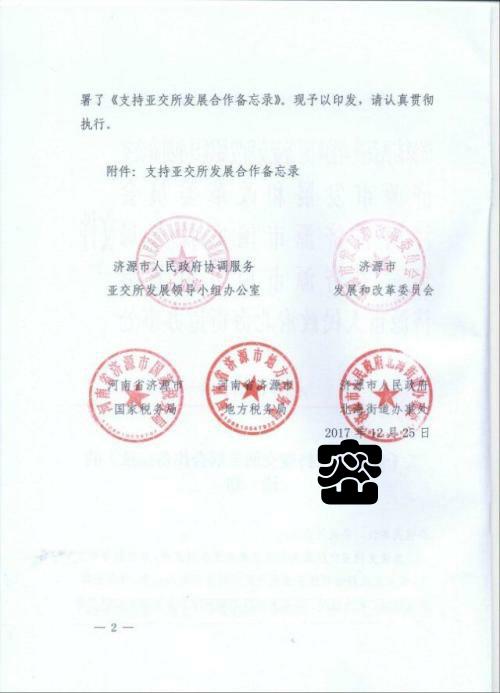 署了《支持亚交所发展合作备忘录》。现予以印发，请认真贯彻
执行。
附件：支持亚交所发展合作备忘录
济源市人民政府协调服务
亚交所发展领导小组办公室
济源市
发展和改革委员会
河南省济源市
国家税务局
河南省济源市
地方税务局
济源市人民政府
北海街道办事处
2017年12月25日
— 2 —